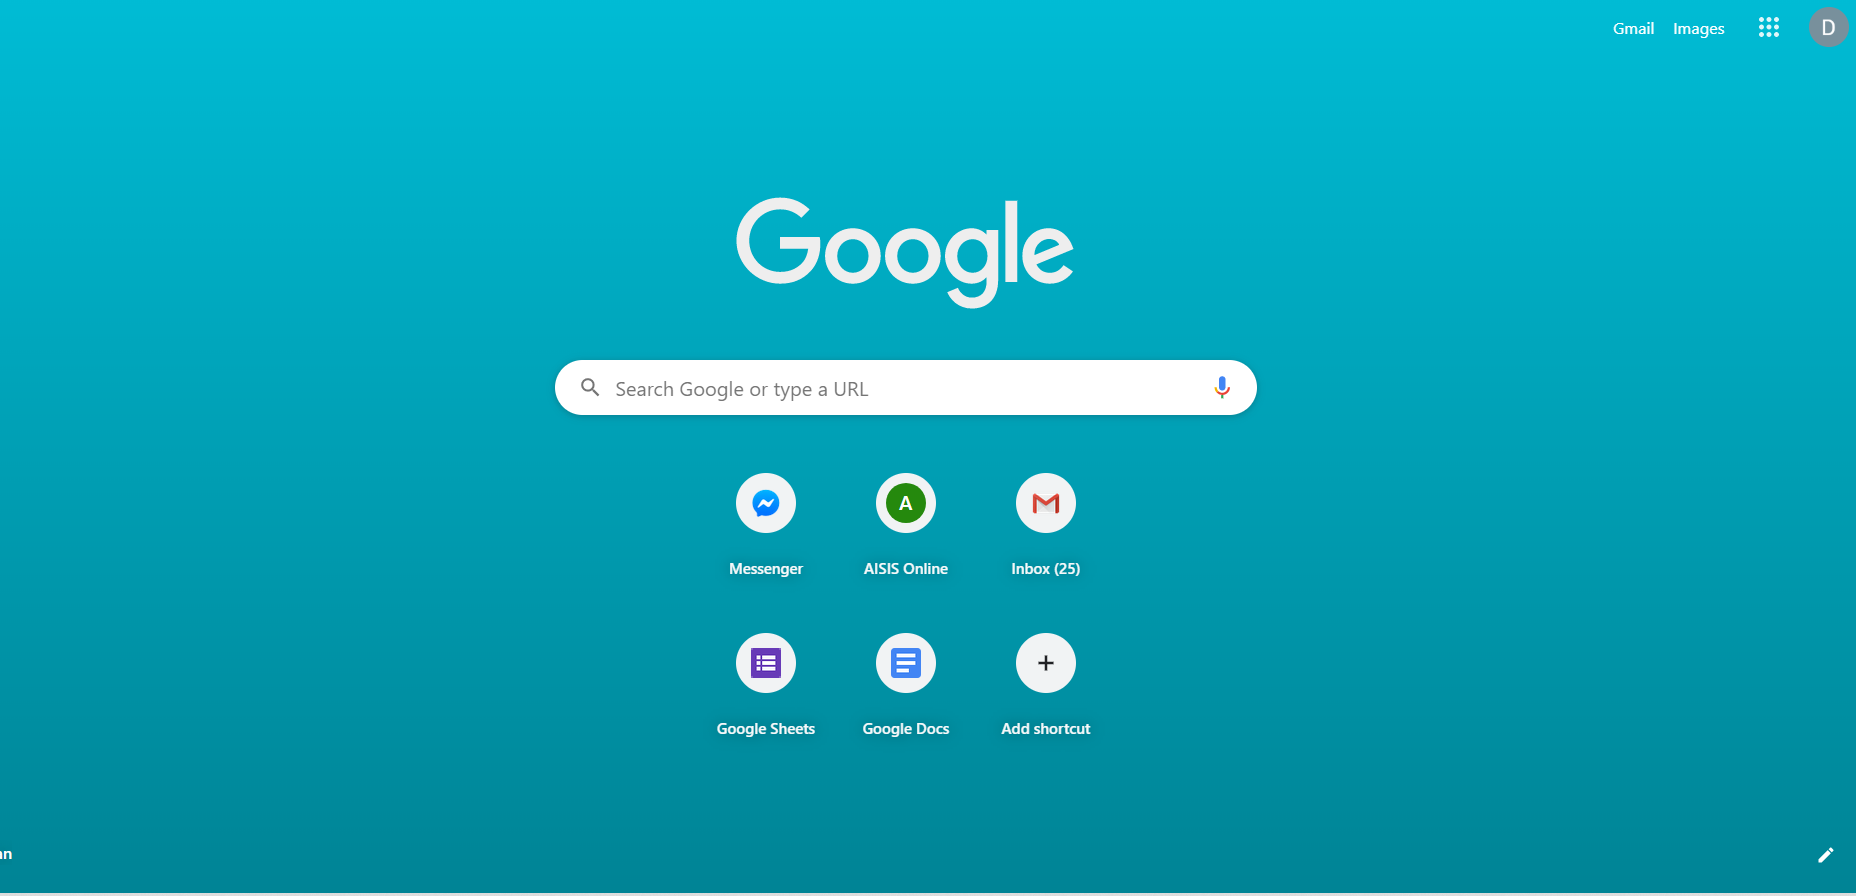 Gmail Images
D
Google
Search Google or type a URL
A
Messenger AISIS Online Inbox (25)
Google Sheets Google Docs Add shortcut